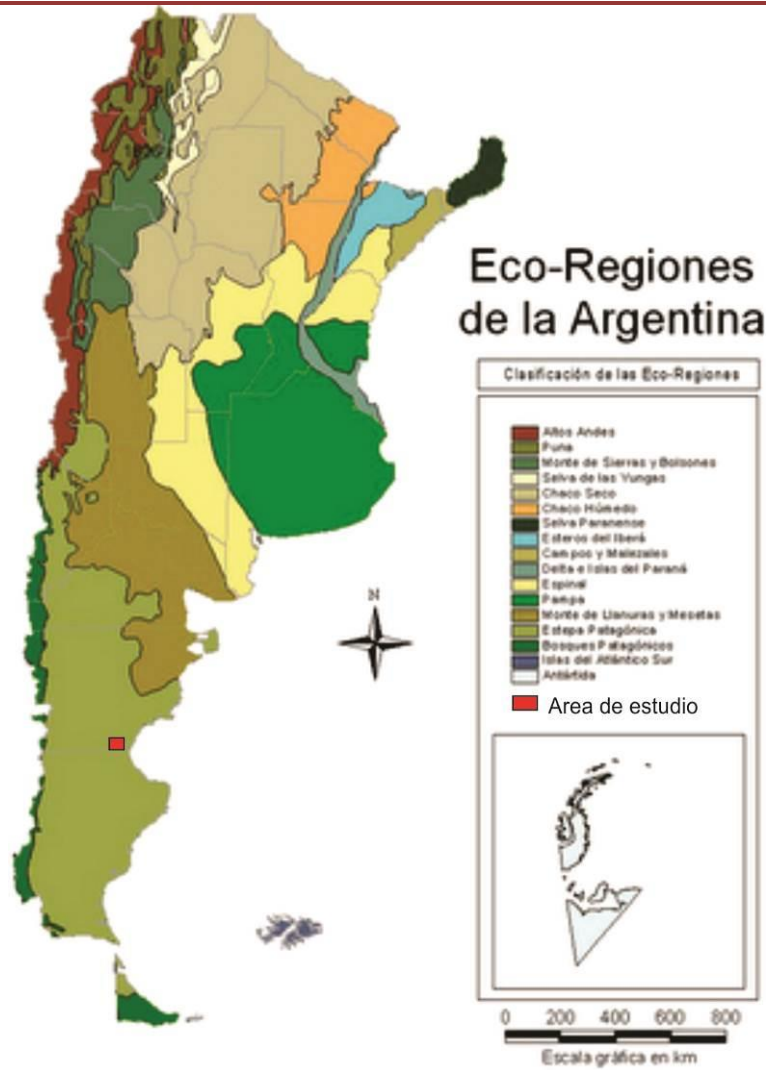 Eco-Regiones
de la Argentina
Clasificación de las Eco-Regiones
Altos Andes
Puna
Monte de Sierras y Bolsones
Selva de las Yungas
Chaco Seco
Chaco Húmedo
Selva Paranense
Esteros del Iberá
Campos y Malezales
Delta e Islas del Paraná
Espinal
Pampa
Monte de Llanuras y Mesetas
Estepa Patagónica
Bosques Patagónicos
Islas del Atlántico Sur
Antártida
Area de estudio
N
0 200 400 600 800
Escala gráfica en km